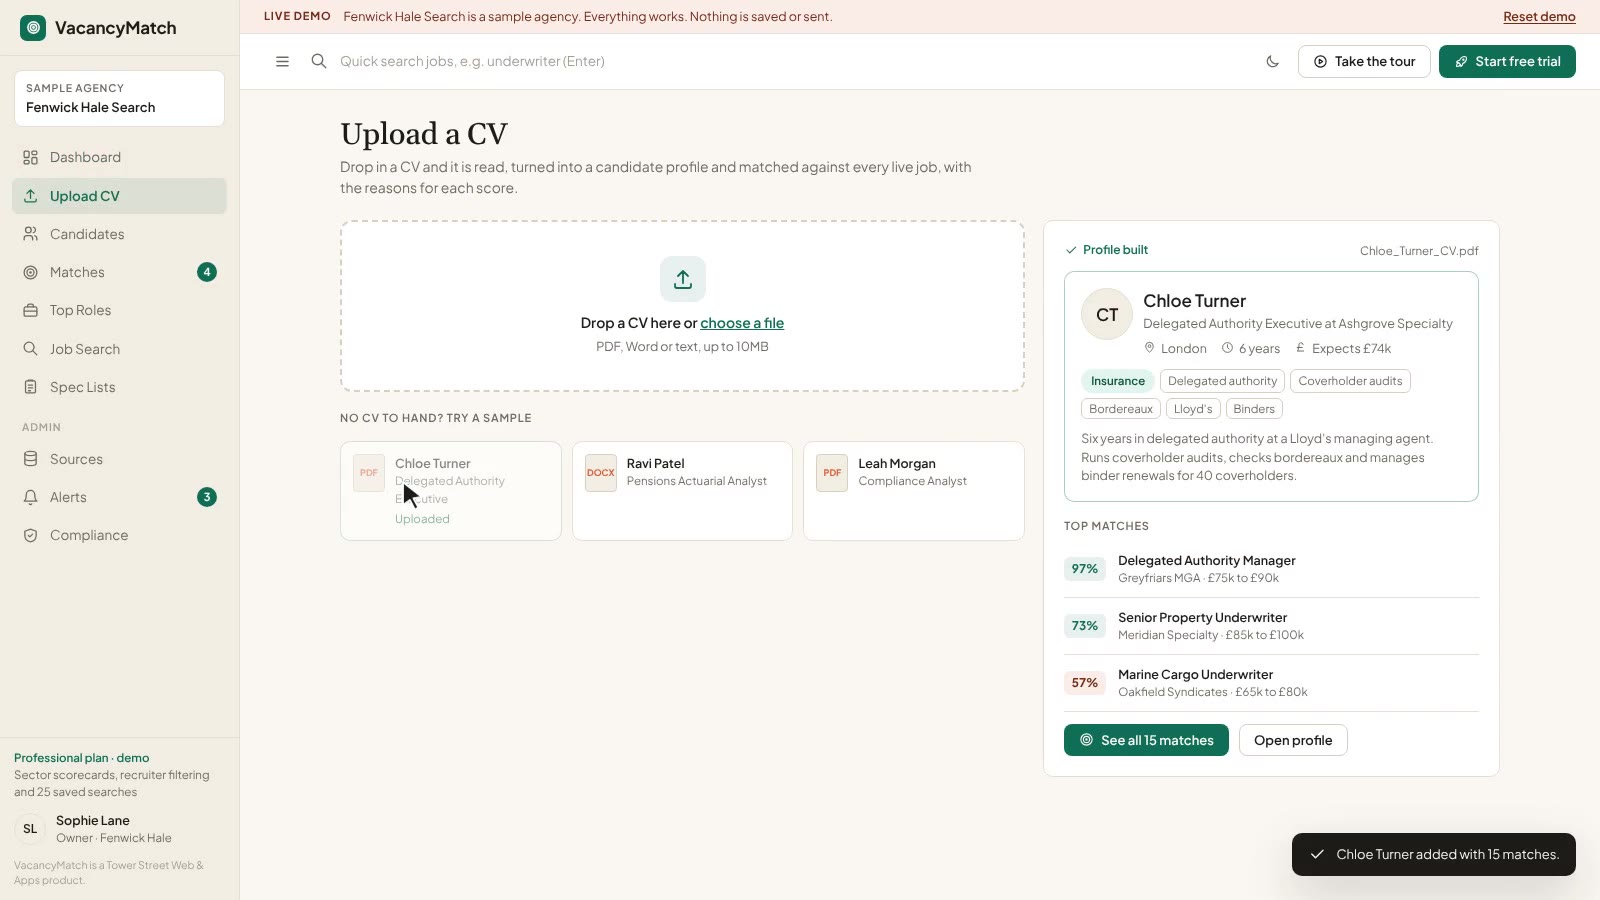 VacancyMatch
SAMPLE AGENCY
Fenwick Hale Search
Dashboard
Upload CV
Candidates
Matches 4
Top Roles
Job Search
Spec Lists
ADMIN
Sources
Alerts 3
Compliance
Professional plan · demo
Sector scorecards, recruiter filtering
and 25 saved searches
SL
Sophie Lane
Owner · Fenwick Hale
VacancyMatch is a Tower Street Web &
Apps product.
LIVE DEMO Fenwick Hale Search is a sample agency. Everything works. Nothing is saved or sent. Reset demo
Quick search jobs, e.g. underwriter (Enter) Take the tour Start free trial
Upload a CV
Drop in a CV and it is read, turned into a candidate profile and matched against every live job, with
the reasons for each score.
Drop a CV here or choose a file
PDF, Word or text, up to 10MB
NO CV TO HAND? TRY A SAMPLE
PDF
Chloe Turner
Delegated Authority
Uploaded
DOCX
Ravi Patel
Pensions Actuarial Analyst
PDF
Leah Morgan
Compliance Analyst
Profile built Chloe_Turner_CV.pdf
CT
Chloe Turner
Delegated Authority Executive at Ashgrove Specialty
London 6 years £ Expects £74k
Insurance Delegated authority Coverholder audits
Bordereaux Lloyd's Binders
Six years in delegated authority at a Lloyd's managing agent.
Runs coverholder audits, checks bordereaux and manages
binder renewals for 40 coverholders.
TOP MATCHES
97%
Delegated Authority Manager
Greyfriars MGA · £75k to £90k
73%
Senior Property Underwriter
Meridian Specialty · £85k to £100k
57%
Marine Cargo Underwriter
Oakfield Syndicates · £65k to £80k
See all 15 matches Open profile
Chloe Turner added with 15 matches.